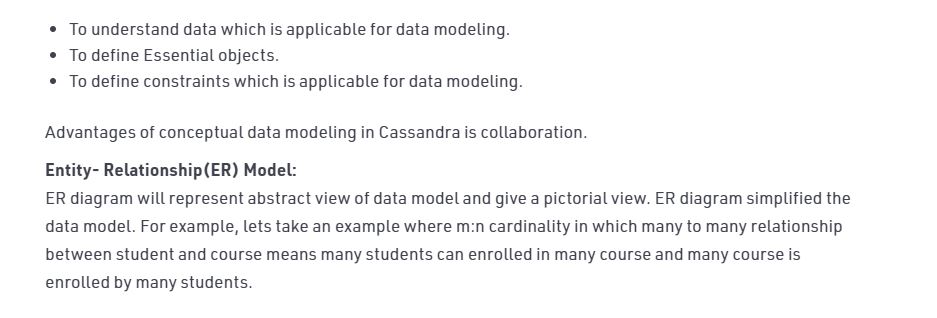 • To understand data which is applicable for data modeling.
• To define Essential objects.
• To define constraints which is applicable for data modeling.
Advantages of conceptual data modeling in Cassandra is collaboration.
Entity- Relationship(ER) Model:
ER diagram will represent abstract view of data model and give a pictorial view. ER diagram simplified the
data model. For example, lets take an example where m:n cardinality in which many to many relationship
between student and course means many students can enrolled in many course and many course is
enrolled by many students.